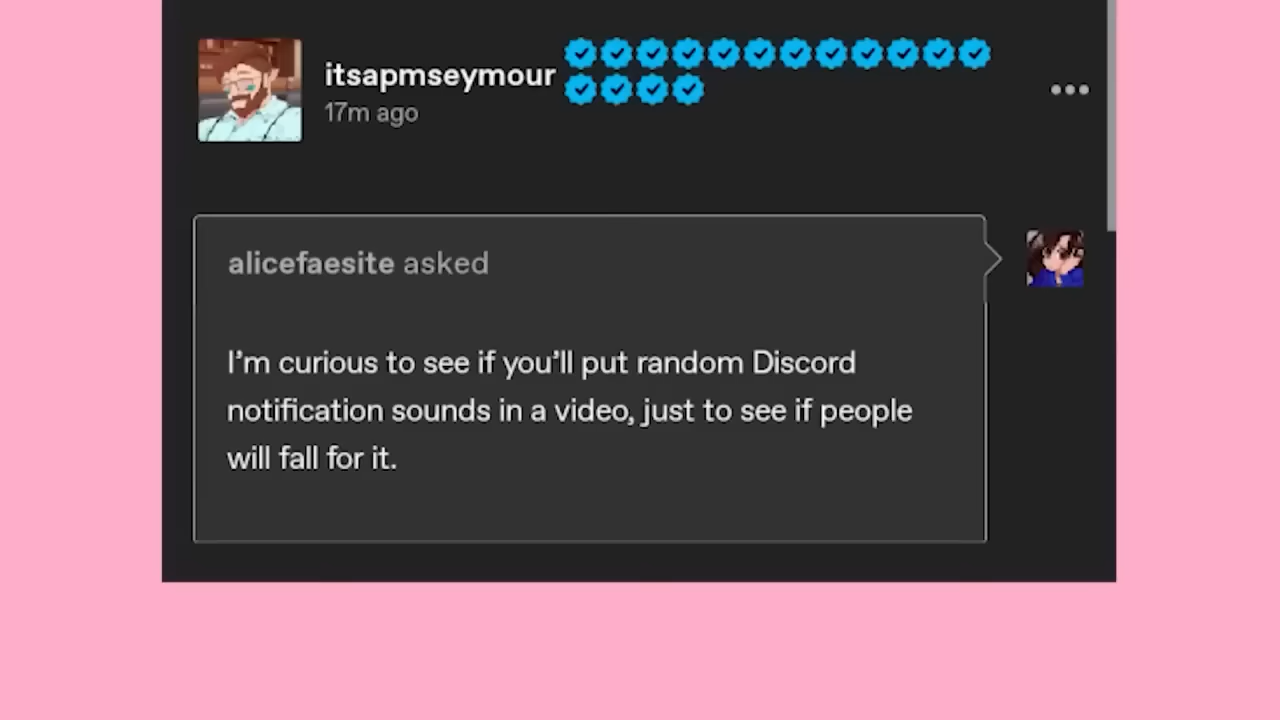 itsapmseymour
17m ago
alicefaesite asked
I'm curious to see if you'll put random Discord
notification sounds in a video, just to see if people
will fall for it.